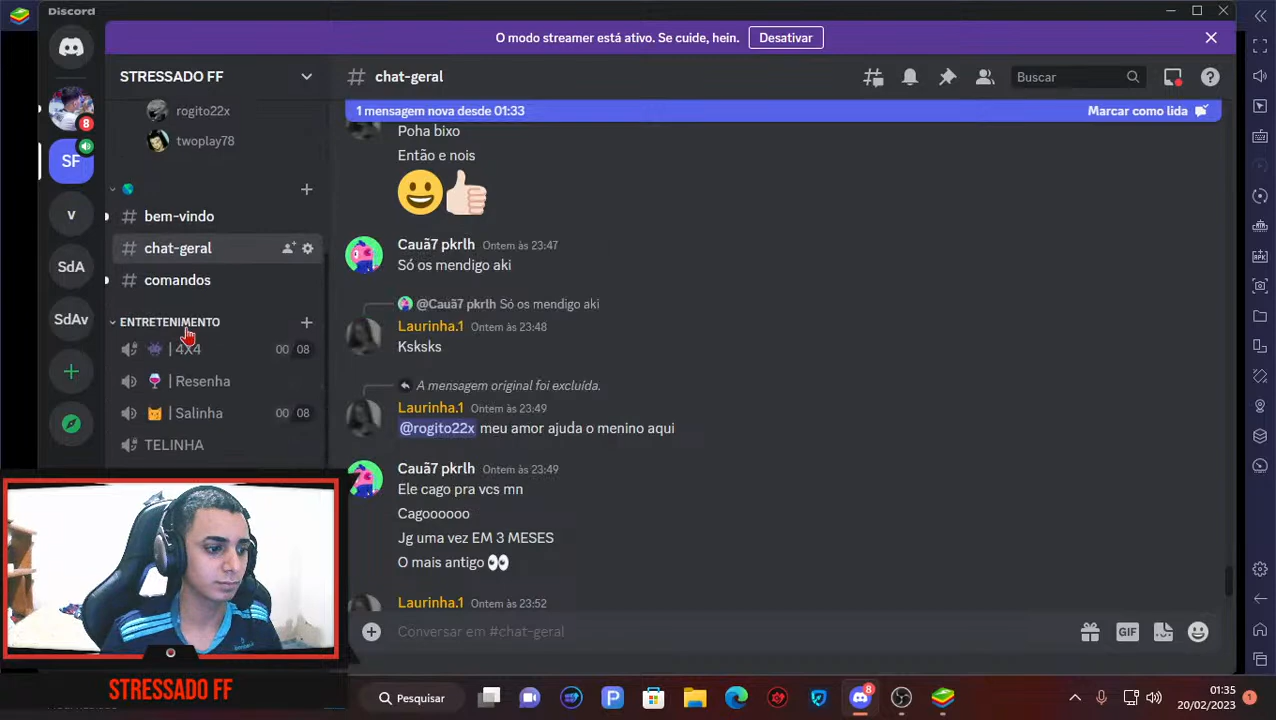 Discord
O modo streamer está ativo. Se cuide, hein.
Desativar
STRESSADO FF
chat-geral
Buscar
1 mensagem nova desde 01:33
Marcar como lida
8
SF
v
SdA
SdAv
rogito22x
twoplay78
bem-vindo
chat-geral
comandos
ENTRETENIMENTO
| 4X4 00 08
| Resenha
| Salinha 00 08
TELINHA
Poha bixo
Então e nois
Cauã7 pkrlh Ontem às 23:47
Só os mendigo aki
@Cauã7 pkrlh Só os mendigo aki
Laurinha.1 Ontem às 23:48
Ksksks
A mensagem original foi excluída.
Laurinha.1 Ontem às 23:49
@rogito22x meu amor ajuda o menino aqui
Cauã7 pkrlh Ontem às 23:49
Ele cago pra vcs mn
Cagoooooo
Jg uma vez EM 3 MESES
O mais antigo
Laurinha.1 Ontem às 23:52
Conversar em #chat-geral
GIF
STRESSADO FF
Pesquisar
P
8
01:35
20/02/2023
1